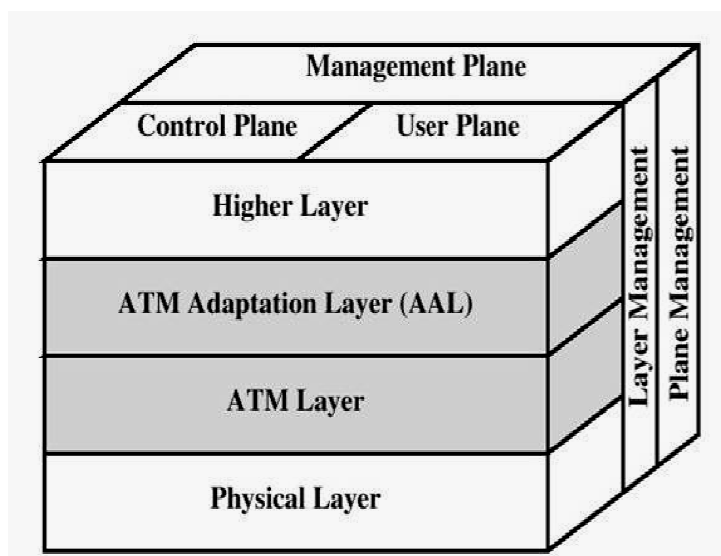 Management Plane
Control Plane
User Plane
Higher Layer
ATM Adaptation Layer (AAL)
ATM Layer
Physical Layer
Layer Management
Plane Management